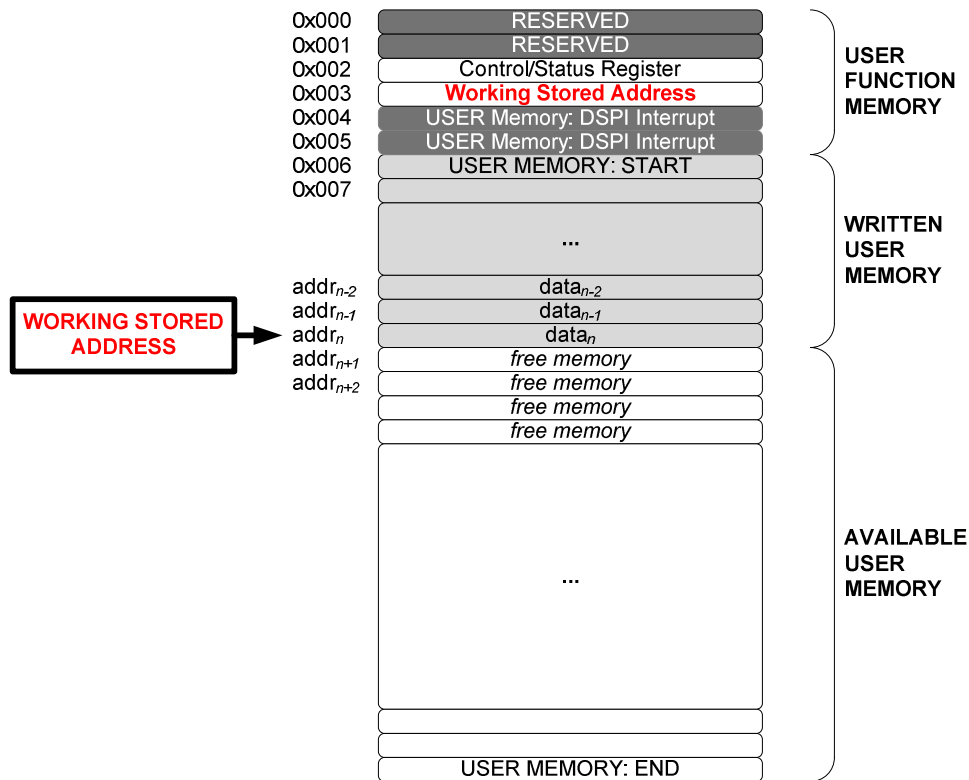 0x000 RESERVED
0x001 RESERVED
0x002 Control/Status Register
0x003 Working Stored Address
0x004 USER Memory: DSPI Interrupt
0x005 USER Memory: DSPI Interrupt
USER
FUNCTION
MEMORY
0x006 USER MEMORY: START
0x007
...
WRITTEN
USER
MEMORY
addrn-2 datan-2
addrn-1 datan-1
addrn datan
WORKING STORED
ADDRESS
addrn+1 free memory
addrn+2 free memory
free memory
free memory
...
AVAILABLE
USER
MEMORY
USER MEMORY: END